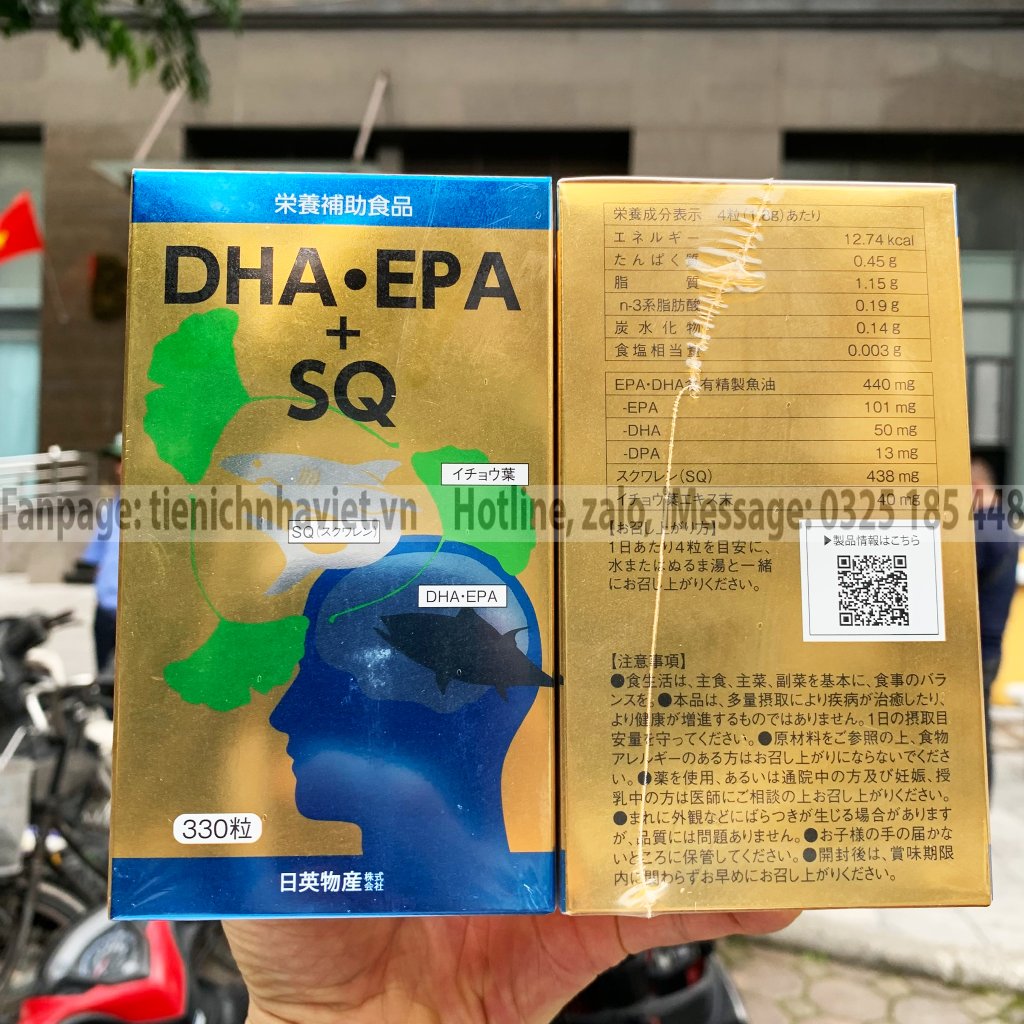 栄養補助食品
DHA・EPA
+
SQ
イチョウ葉
SQ(スクワレン)
DHA・EPA
330粒
日英物産株式会社
栄養成分表示 4粒(1.8g)あたり
エネルギー 12.74 kcal
たんぱく質 0.45 g
脂質 1.15 g
n-3系脂肪酸 0.19 g
炭水化物 0.14 g
食塩相当量 0.003 g
EPA・DHA含有精製魚油 440 mg
-EPA 101 mg
-DHA 50 mg
-DPA 13 mg
スクワレン(SQ) 438 mg
イチョウ葉エキス末 40 mg
Fanpage: tienichnhaviet.vn Hotline, zalo, Message: 0325 185 448
【お召し上がり方】
1日あたり4粒を目安に、
水またはぬるま湯と一緒
にお召し上がりください。
▶製品情報はこちら
【注意事項】
●食生活は、主食、主菜、副菜を基本に、食事のバラ
ンスを。●本品は、多量摂取により疾病が治癒したり、
より健康が増進するものではありません。1日の摂取目
安量を守ってください。●原材料をご参照の上、食物
アレルギーのある方はお召し上がりにならないでくださ
い。●薬を使用、あるいは通院中の方及び妊娠、授
乳中の方は医師にご相談の上お召し上がりください。
●まれに外観などにばらつきが生じる場合があります
が、品質には問題ありません。●お子様の手の届かな
いところに保管してください。●開封後は、賞味期限
内に関わらずお早めにお召し上がりください。